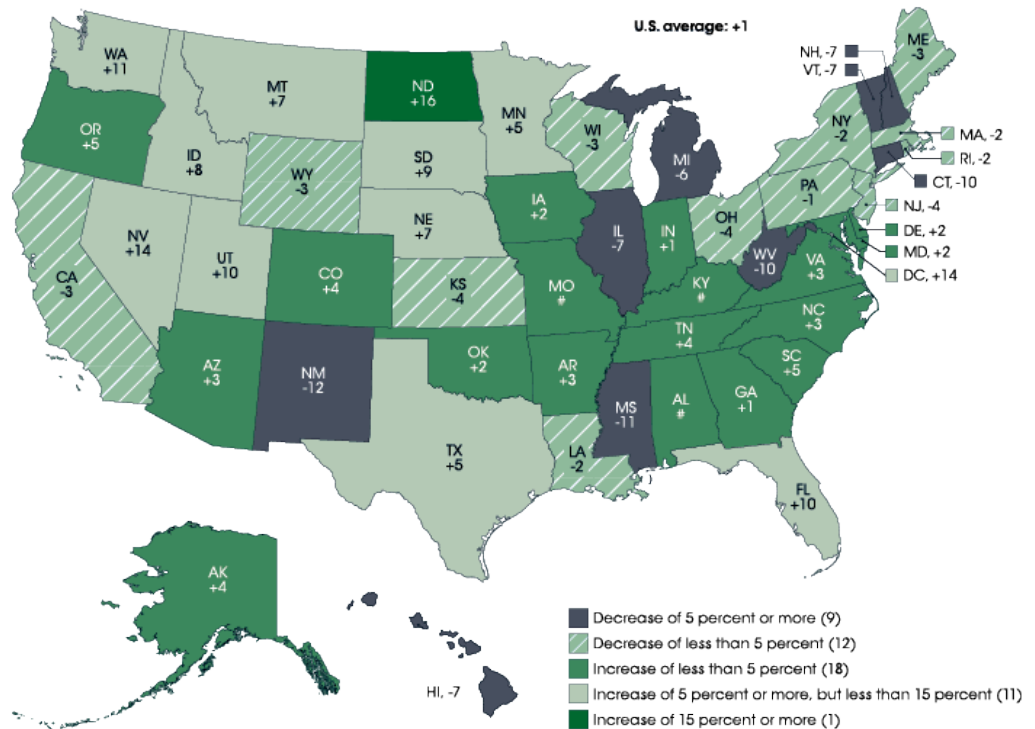 U.S. average: +1
WA
+11
MT
+7
ND
+16
MN
+5
ME
-3
NH, -7
VT, -7
OR
+5
ID
+8
WY
-3
SD
+9
WI
-3
MI
-6
NY
-2
MA, -2
RI, -2
CT, -10
NJ, -4
DE, +2
MD, +2
DC, +14
NV
+14
UT
+10
NE
+7
IA
+2
IL
-7
IN
+1
OH
-4
PA
-1
WV
-10
VA
+3
CA
-3
CO
+4
KS
-4
MO
#
KY
#
NC
+3
TN
+4
SC
+5
AZ
+3
NM
-12
OK
+2
AR
+3
MS
-11
AL
#
GA
+1
TX
+5
LA
-2
FL
+10
AK
+4
HI, -7
Decrease of 5 percent or more (9)
Decrease of less than 5 percent (12)
Increase of less than 5 percent (18)
Increase of 5 percent or more, but less than 15 percent (11)
Increase of 15 percent or more (1)